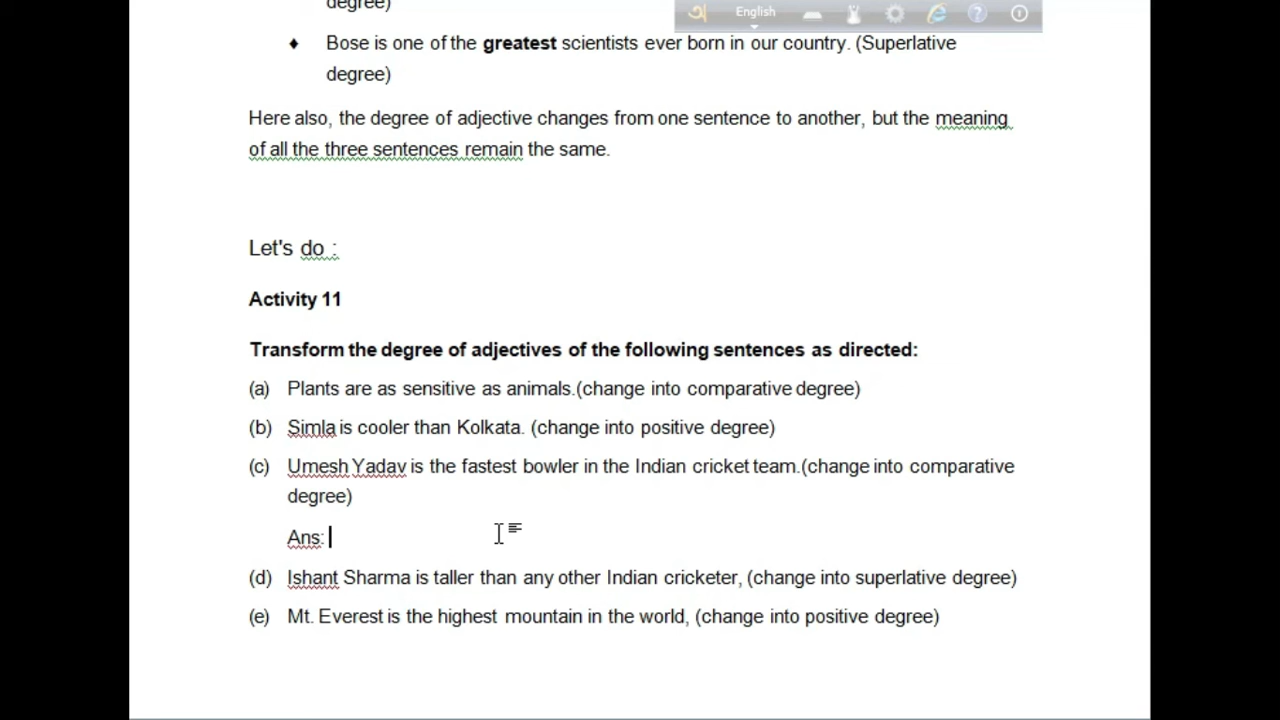 degree)
English
♦ Bose is one of the greatest scientists ever born in our country. (Superlative
degree)
Here also, the degree of adjective changes from one sentence to another, but the meaning
of all the three sentences remain the same.
Let's do :
Activity 11
Transform the degree of adjectives of the following sentences as directed:
(a) Plants are as sensitive as animals.(change into comparative degree)
(b) Simla is cooler than Kolkata. (change into positive degree)
(c) Umesh Yadav is the fastest bowler in the Indian cricket team.(change into comparative
degree)
Ans:
(d) Ishant Sharma is taller than any other Indian cricketer, (change into superlative degree)
(e) Mt. Everest is the highest mountain in the world, (change into positive degree)